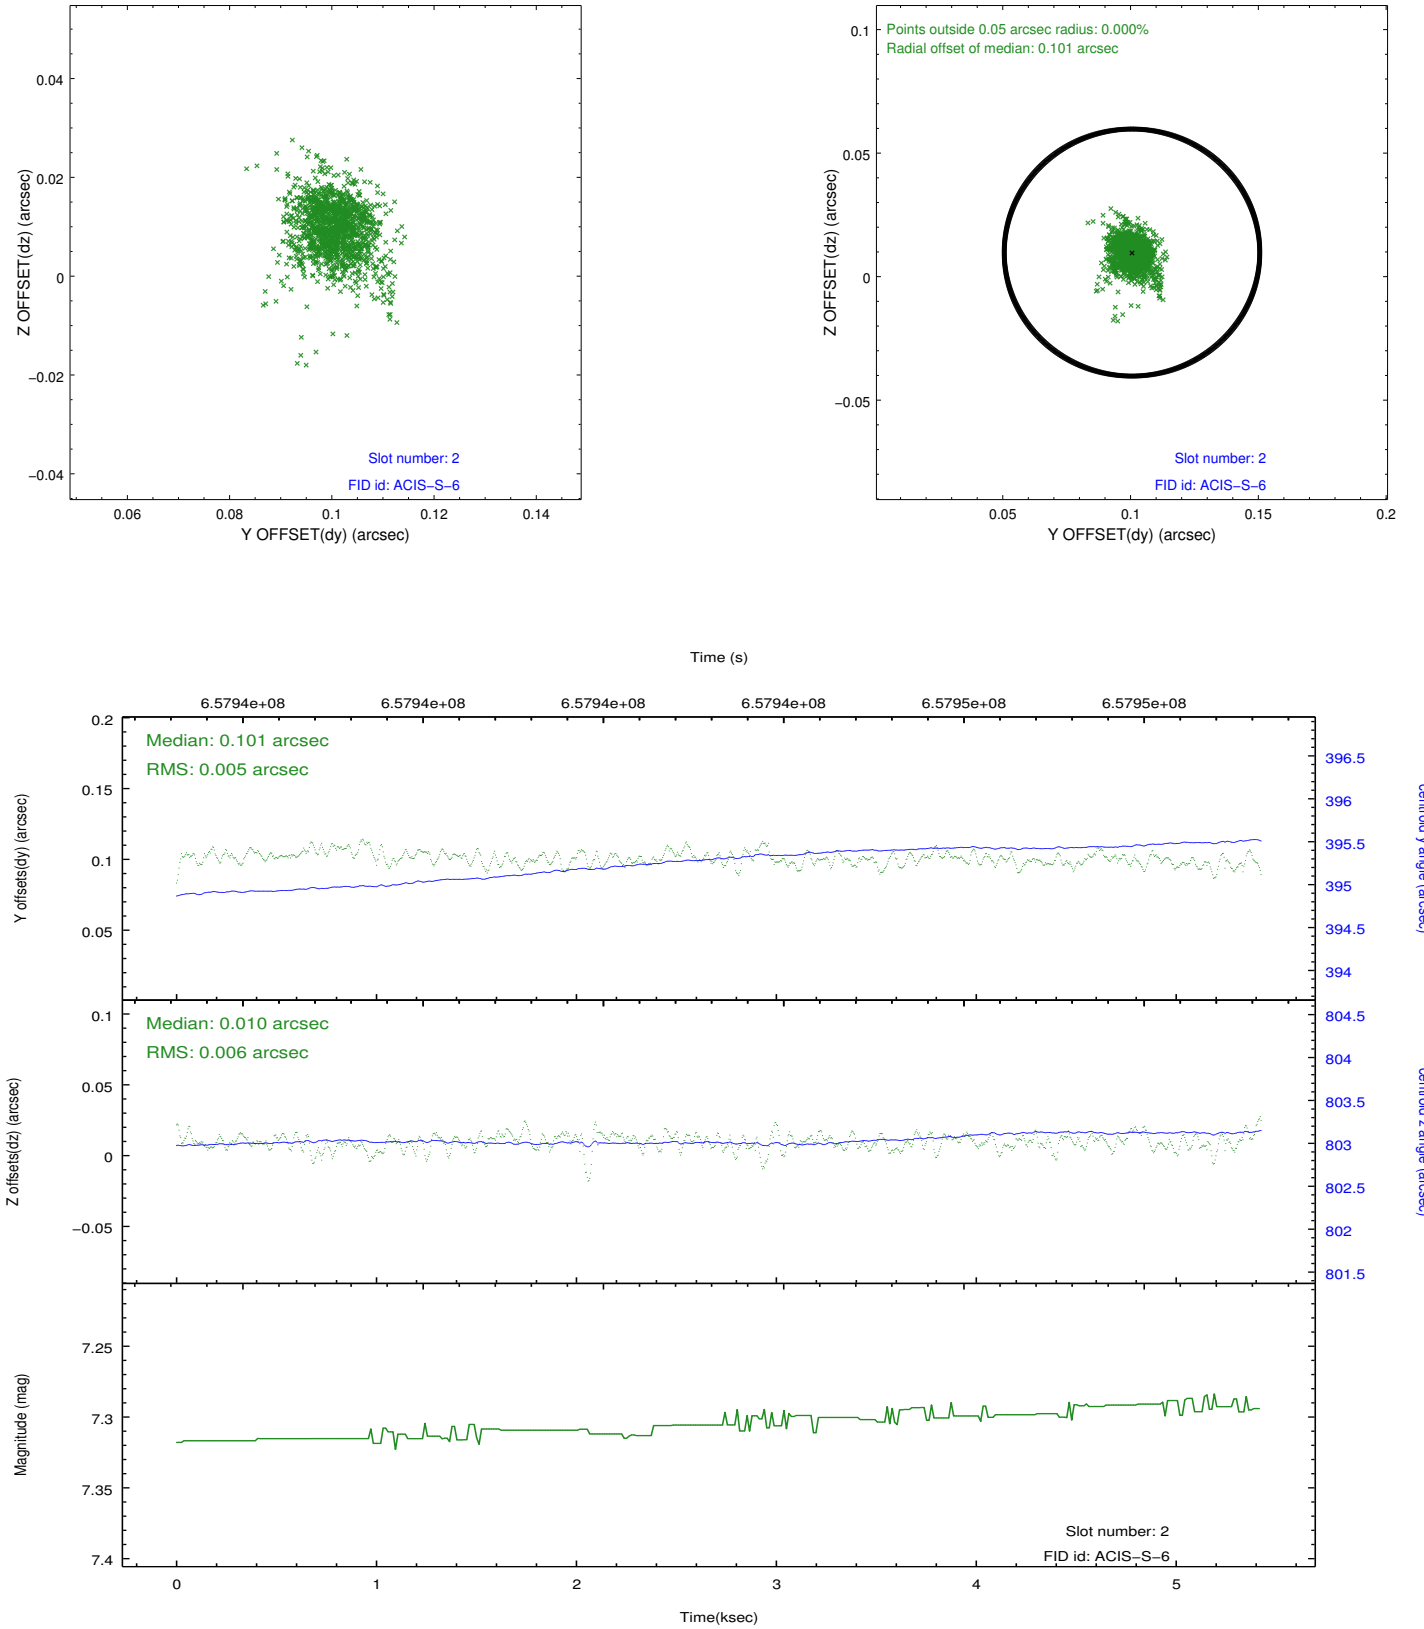 0.04
0.02
0
−0.02
−0.04
Z OFFSET(dz) (arcsec)
Slot number: 2
FID id: ACIS−S−6
0.06
0.08
0.1
0.12
0.14
Y OFFSET(dy) (arcsec)
Points outside 0.05 arcsec radius: 0.000%
Radial offset of median: 0.101 arcsec
0.1
0.05
0
−0.05
Z OFFSET(dz) (arcsec)
Slot number: 2
FID id: ACIS−S−6
0.05
0.1
0.15
0.2
Y OFFSET(dy) (arcsec)
Time (s)
6.5794e+08
6.5794e+08
6.5794e+08
6.5794e+08
6.5795e+08
6.5795e+08
Median: 0.101 arcsec
RMS: 0.005 arcsec
0.2
0.15
0.1
0.05
Y offsets(dy) (arcsec)
396.5
396
395.5
395
394.5
394
centroid y angle (arcsec)
Median: 0.010 arcsec
RMS: 0.006 arcsec
0.1
0.05
0
−0.05
Z offsets(dz) (arcsec)
804.5
804
803.5
803
802.5
802
801.5
centroid z angle (arcsec)
7.25
7.3
7.35
7.4
Magnitude (mag)
Slot number: 2
FID id: ACIS−S−6
0
1
2
3
4
5
Time(ksec)